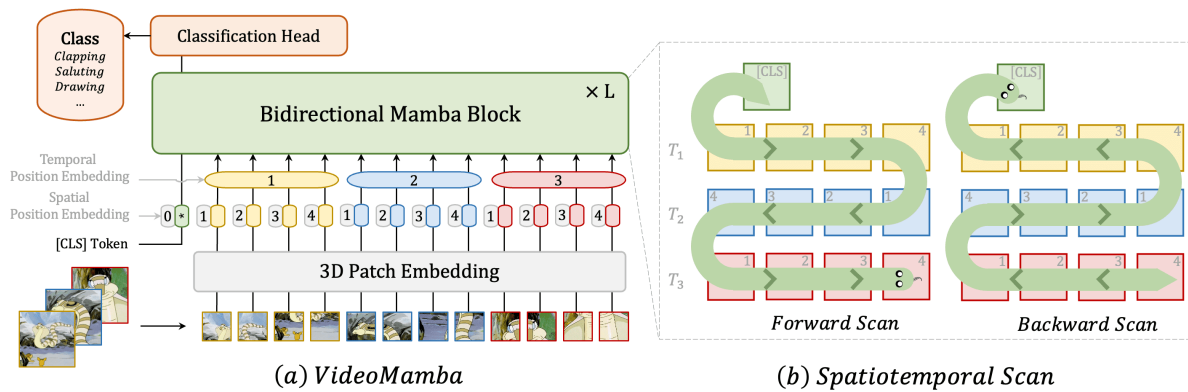 Class
Clapping
Saluting
Drawing
...
Classification Head
× L
Bidirectional Mamba Block
Temporal
Position Embedding
1 2 3
Spatial
Position Embedding
0 * 1 2 3 4 1 2 3 4 1 2 3 4
[CLS] Token
3D Patch Embedding
(a) VideoMamba
[CLS]
T1 1 2 3 4
T2 4 3 2 1
T3 1 2 3 4
Forward Scan
[CLS]
1 2 3 4
4 3 2 1
1 2 3 4
Backward Scan
(b) Spatiotemporal Scan